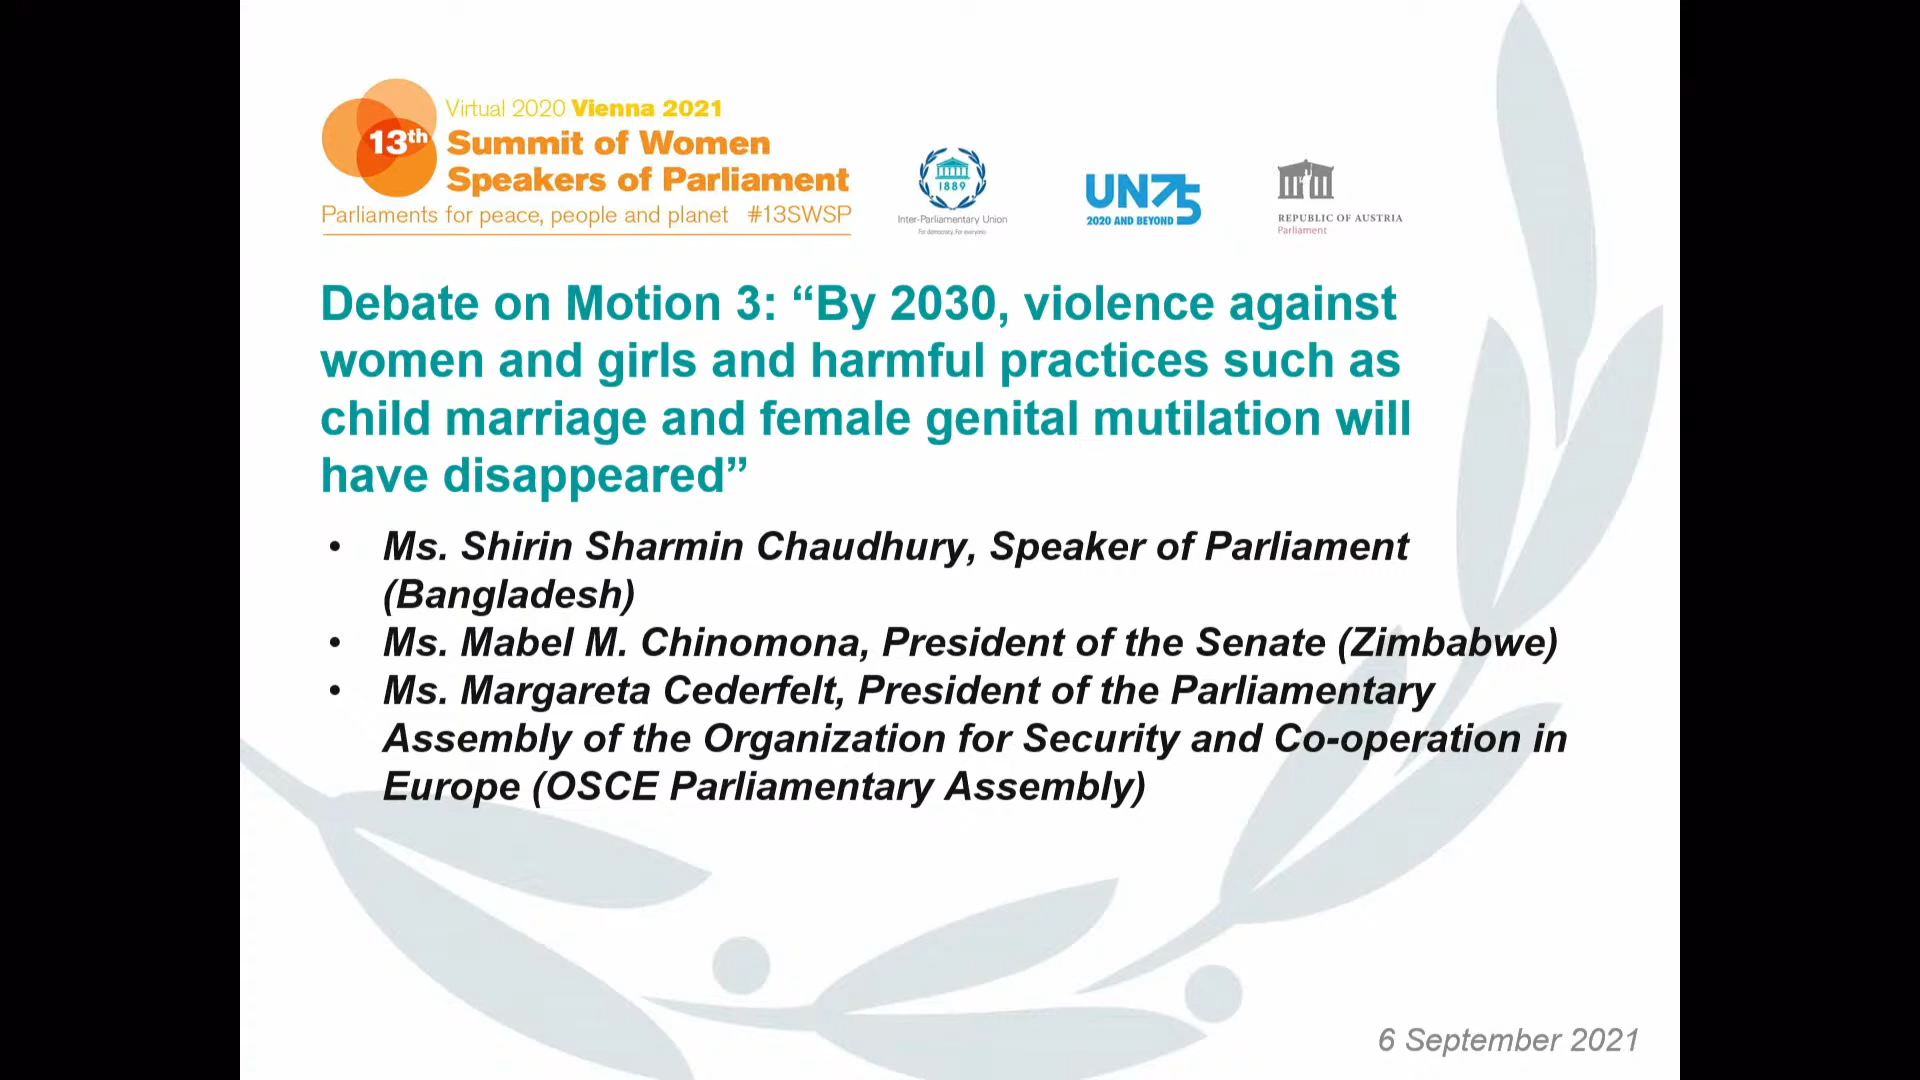 Virtual 2020 Vienna 2021
13th Summit of Women
Speakers of Parliament
Parliaments for peace, people and planet #13SWSP
1889
Inter-Parliamentary Union
For democracy. For everyone.
UN75
2020 AND BEYOND
REPUBLIC OF AUSTRIA
Parliament
Debate on Motion 3: “By 2030, violence against
women and girls and harmful practices such as
child marriage and female genital mutilation will
have disappeared”
• Ms. Shirin Sharmin Chaudhury, Speaker of Parliament
(Bangladesh)
• Ms. Mabel M. Chinomona, President of the Senate (Zimbabwe)
• Ms. Margareta Cederfelt, President of the Parliamentary
Assembly of the Organization for Security and Co-operation in
Europe (OSCE Parliamentary Assembly)
6 September 2021